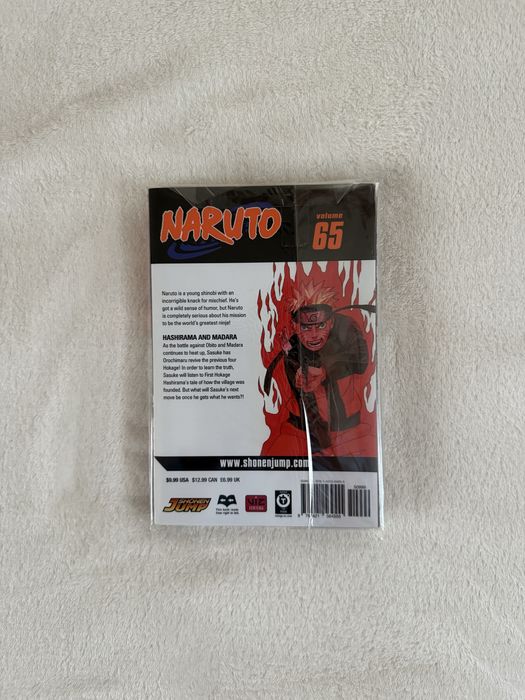 NARUTO
volume
65
Naruto is a young shinobi with an
incorrigible knack for mischief. He's
got a wild sense of humor, but Naruto
is completely serious about his mission
to be the world's greatest ninja!
HASHIRAMA AND MADARA
As the battle against Obito and Madara
continues to heat up, Sasuke has
Orochimaru revive the previous four
Hokage! In order to learn the truth,
Sasuke will listen to First Hokage
Hashirama's tale of how the village was
founded. But what will Sasuke's next
move be once he gets what he wants?!
www.shonenjump.com
$9.99 USA $12.99 CAN £6.99 UK
SHONEN
JUMP